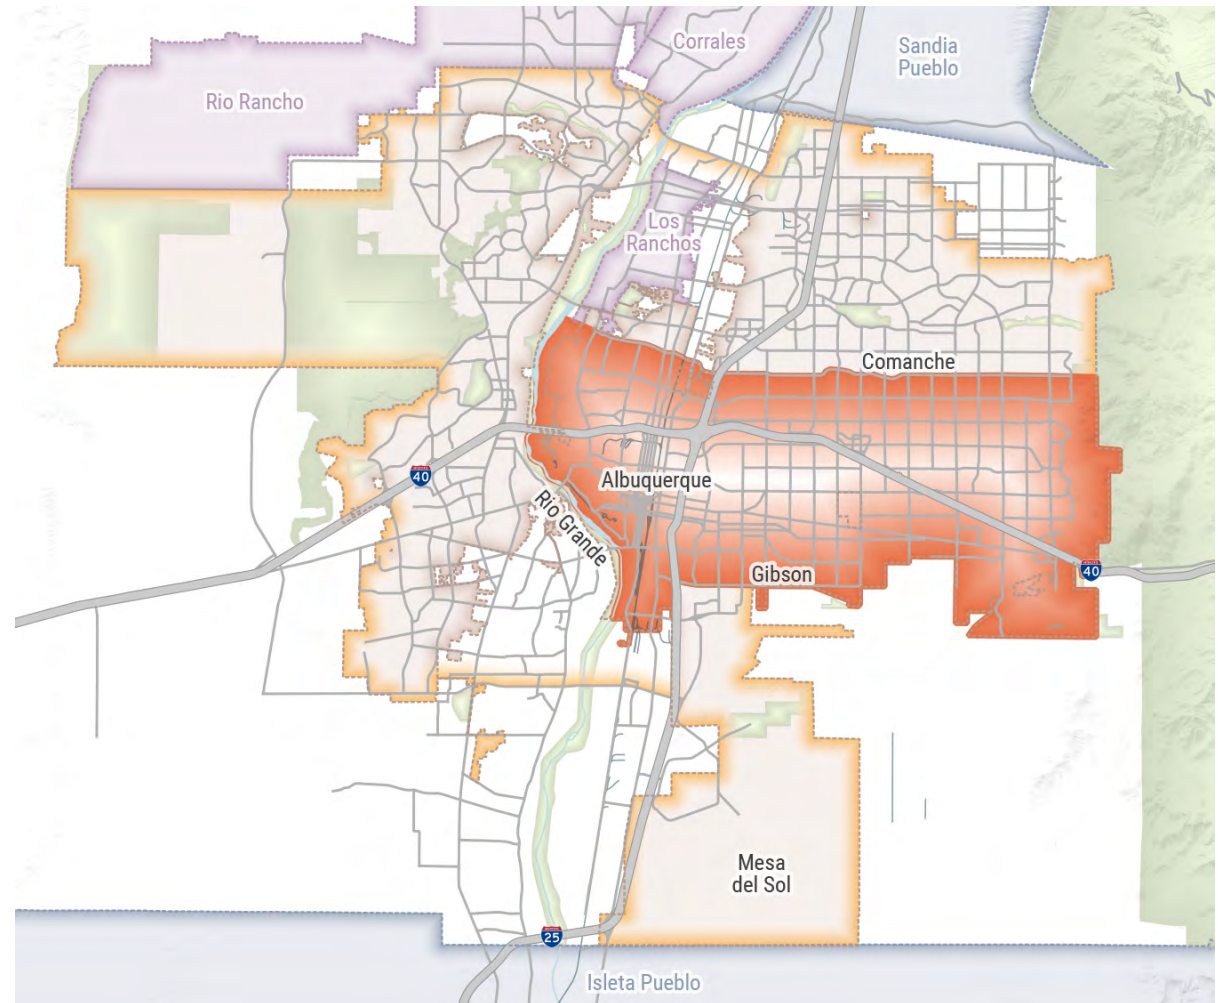 Corrales
Sandia
Pueblo
Rio Rancho
Los
Ranchos
Comanche
40
Albuquerque
Rio Grande
Gibson
40
Mesa
del Sol
25
Isleta Pueblo